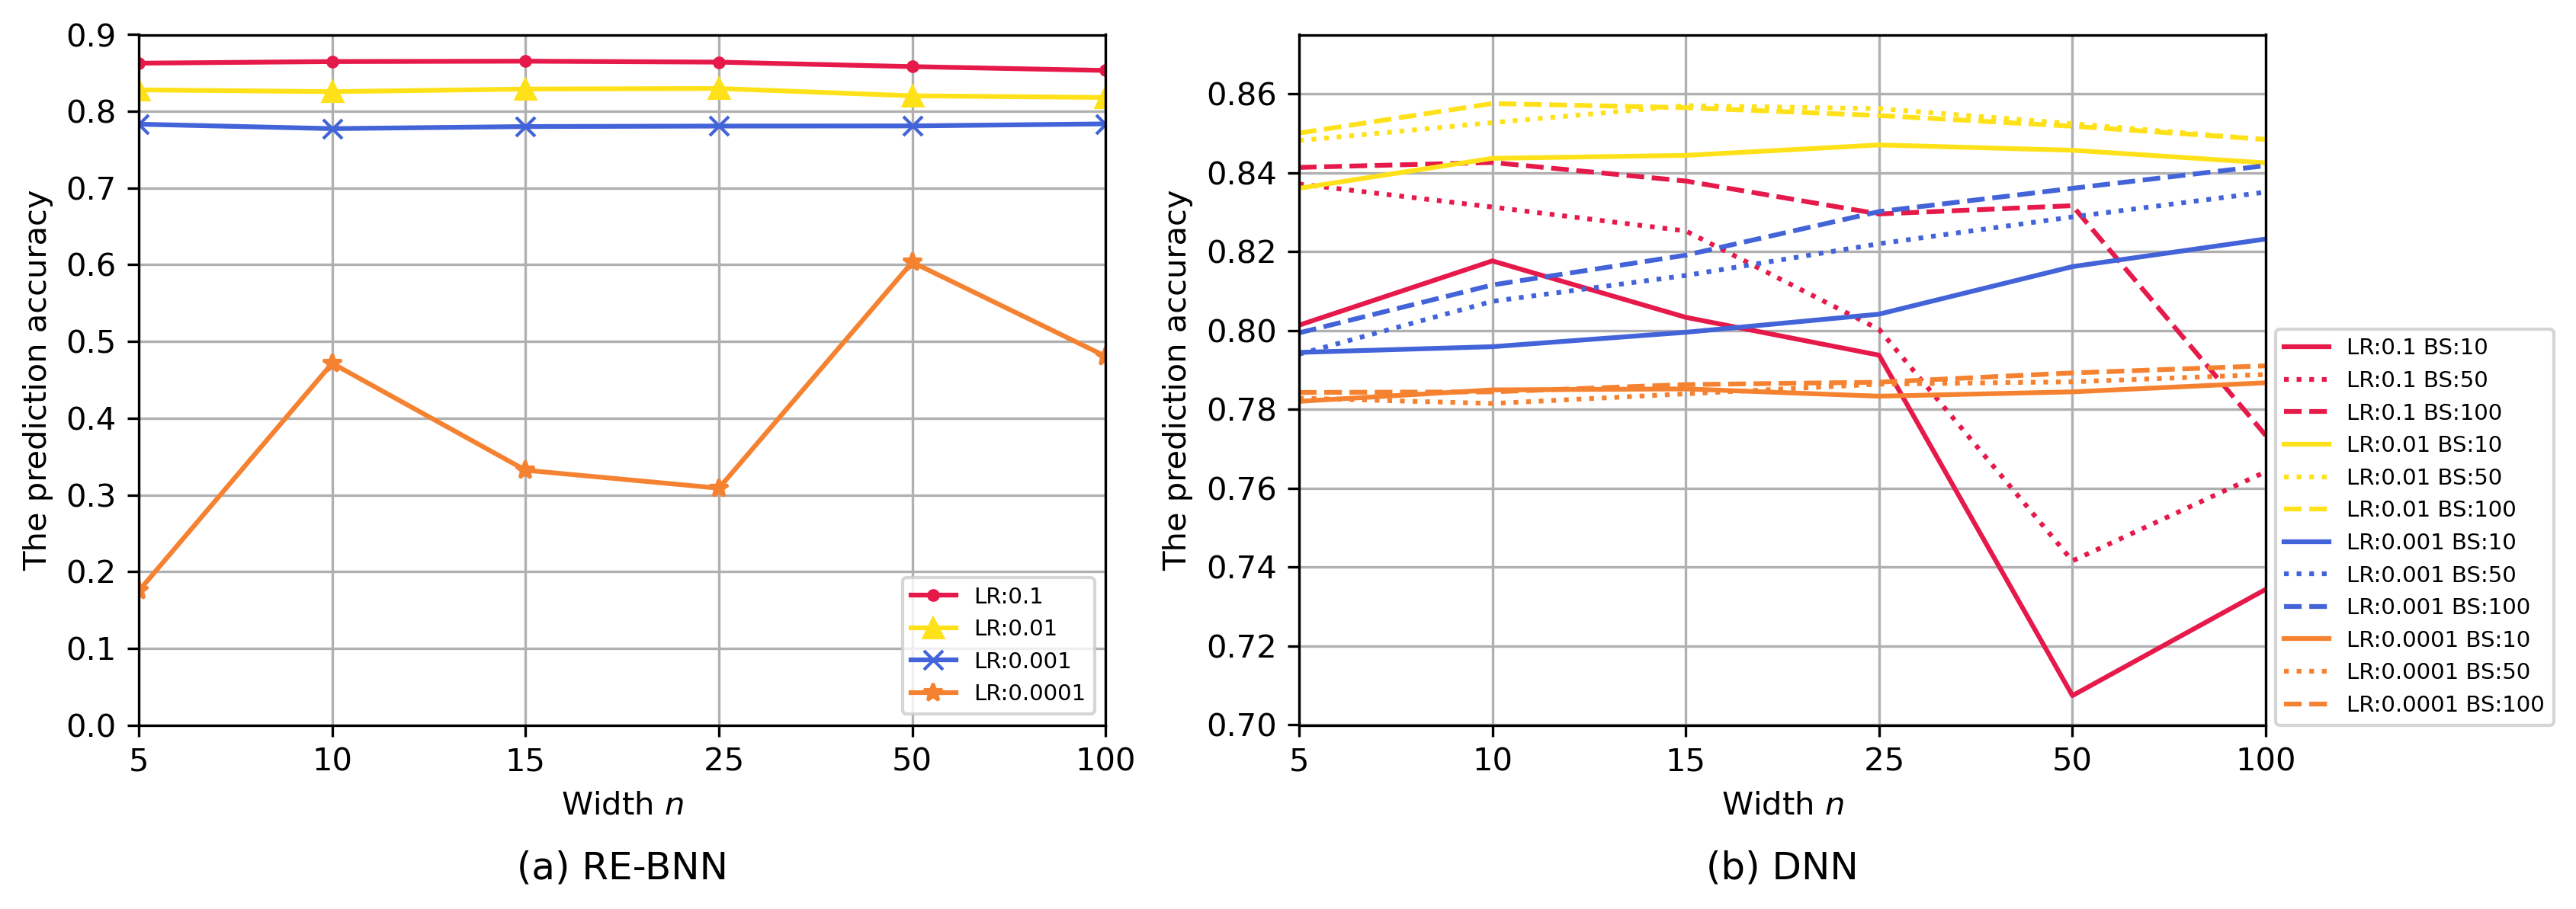 The prediction accuracy
0.9
0.8
0.7
0.6
0.5
0.4
0.3
0.2
0.1
0.0
5 10 15 25 50 100
Width n
LR:0.1
LR:0.01
LR:0.001
LR:0.0001
(a) RE-BNN
The prediction accuracy
0.86
0.84
0.82
0.80
0.78
0.76
0.74
0.72
0.70
5 10 15 25 50 100
Width n
LR:0.1 BS:10
LR:0.1 BS:50
LR:0.1 BS:100
LR:0.01 BS:10
LR:0.01 BS:50
LR:0.01 BS:100
LR:0.001 BS:10
LR:0.001 BS:50
LR:0.001 BS:100
LR:0.0001 BS:10
LR:0.0001 BS:50
LR:0.0001 BS:100
(b) DNN